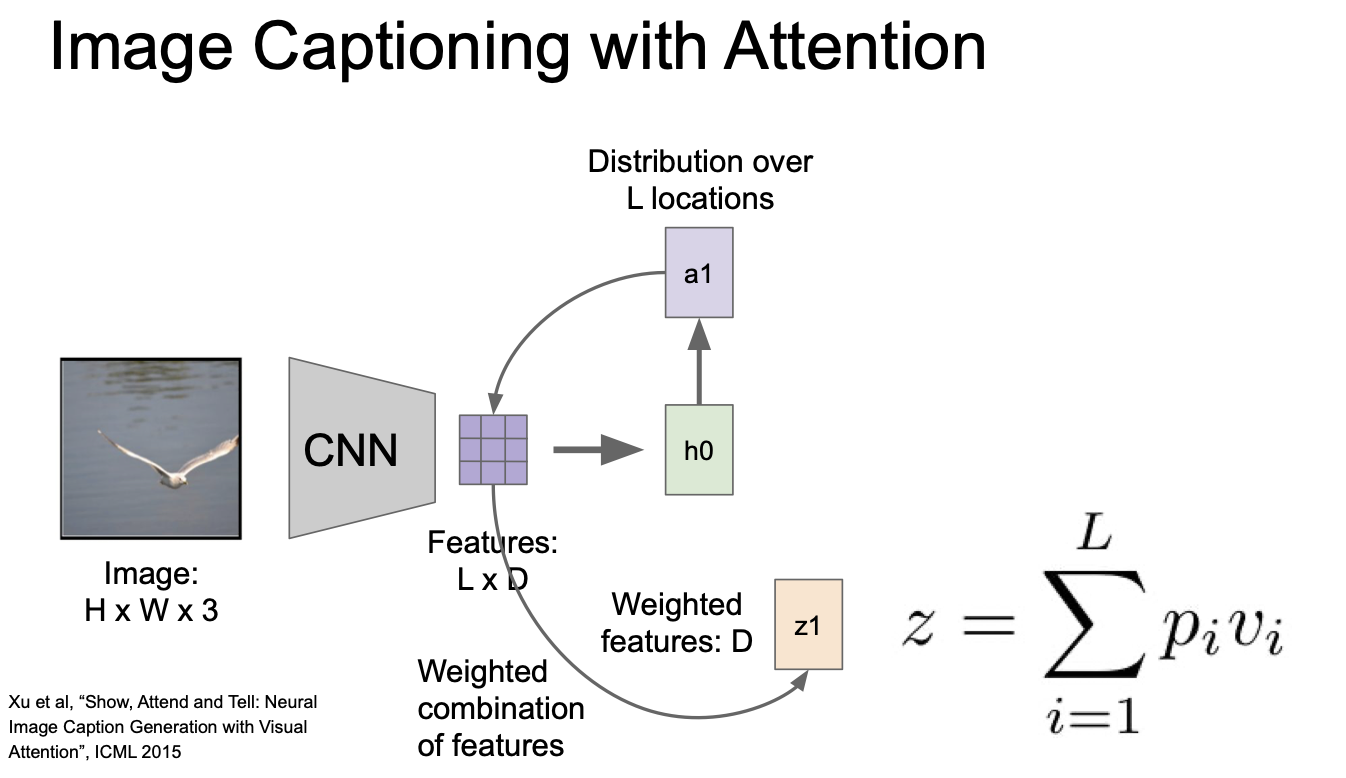 Image Captioning with Attention
Distribution over
L locations
a1
CNN
h0
Features:
L x D
Image:
H x W x 3
Weighted
features: D
z1
z = \sum_{i=1}^{L} p_i v_i
Weighted
combination
of features
Xu et al, “Show, Attend and Tell: Neural
Image Caption Generation with Visual
Attention”, ICML 2015